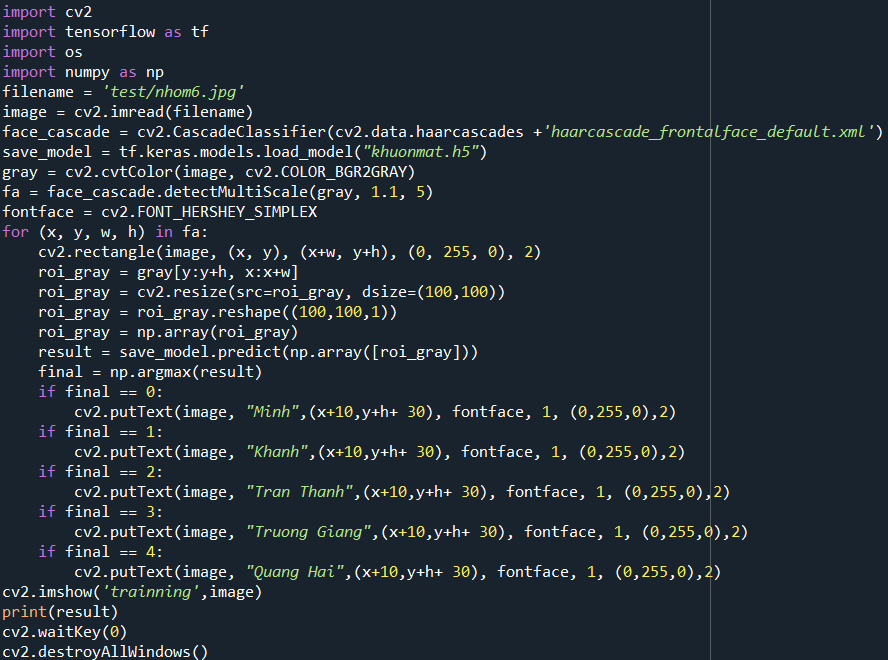 import cv2
import tensorflow as tf
import os
import numpy as np
filename = 'test/nhom6.jpg'
image = cv2.imread(filename)
face_cascade = cv2.CascadeClassifier(cv2.data.haarcascades +'haarcascade_frontalface_default.xml')
save_model = tf.keras.models.load_model("khuonmat.h5")
gray = cv2.cvtColor(image, cv2.COLOR_BGR2GRAY)
fa = face_cascade.detectMultiScale(gray, 1.1, 5)
fontface = cv2.FONT_HERSHEY_SIMPLEX
for (x, y, w, h) in fa:
    cv2.rectangle(image, (x, y), (x+w, y+h), (0, 255, 0), 2)
    roi_gray = gray[y:y+h, x:x+w]
    roi_gray = cv2.resize(src=roi_gray, dsize=(100,100))
    roi_gray = roi_gray.reshape((100,100,1))
    roi_gray = np.array(roi_gray)
    result = save_model.predict(np.array([roi_gray]))
    final = np.argmax(result)
    if final == 0:
        cv2.putText(image, "Minh",(x+10,y+h+ 30), fontface, 1, (0,255,0),2)
    if final == 1:
        cv2.putText(image, "Khanh",(x+10,y+h+ 30), fontface, 1, (0,255,0),2)
    if final == 2:
        cv2.putText(image, "Tran Thanh",(x+10,y+h+ 30), fontface, 1, (0,255,0),2)
    if final == 3:
        cv2.putText(image, "Truong Giang",(x+10,y+h+ 30), fontface, 1, (0,255,0),2)
    if final == 4:
        cv2.putText(image, "Quang Hai",(x+10,y+h+ 30), fontface, 1, (0,255,0),2)
cv2.imshow('trainning',image)
print(result)
cv2.waitKey(0)
cv2.destroyAllWindows()